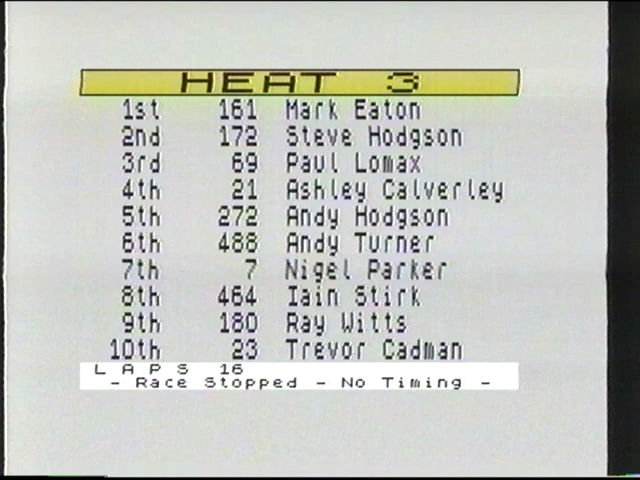 HEAT 3
1st 161 Mark Eaton
2nd 172 Steve Hodgson
3rd 69 Paul Lomax
4th 21 Ashley Calverley
5th 272 Andy Hodgson
6th 488 Andy Turner
7th 7 Nigel Parker
8th 464 Iain Stirk
9th 180 Ray Witts
10th 23 Trevor Cadman
LAPS 16
- Race Stopped - No Timing -